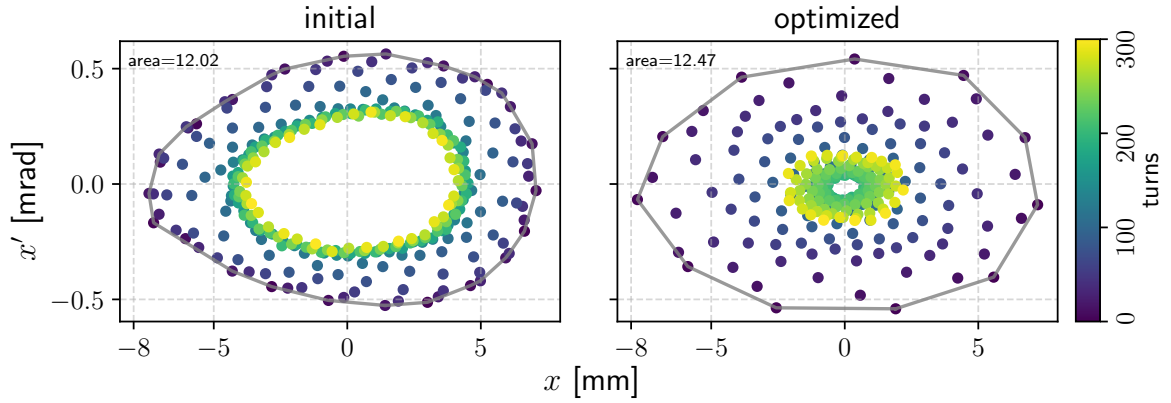 initial
optimized
area=12.02
area=12.47
0.5
0.0
−0.5
x′ [mrad]
−8
−5
0
5
−8
−5
0
5
x [mm]
300
200
100
0
turns